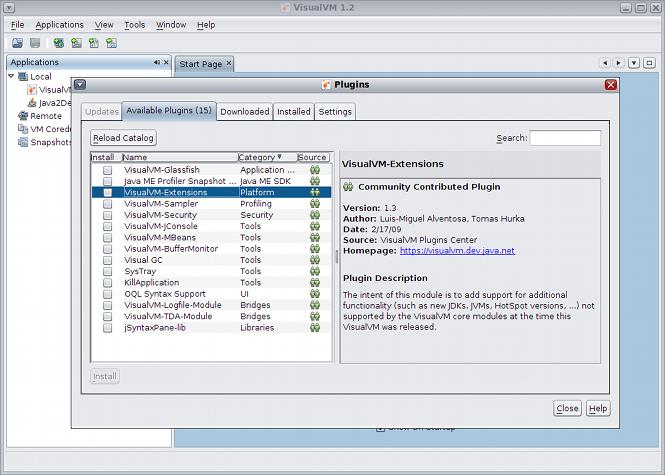 VisualVM 1.2
File Applications View Tools Window Help
Applications
Start Page
Local
VisualVM
Java2De
Remote
VM Coredu
Snapshots
Plugins
Updates Available Plugins (15) Downloaded Installed Settings
Reload Catalog
Search:
Install Name Category Source
VisualVM-Glassfish Application ...
Java ME Profiler Snapshot ... Java ME SDK
VisualVM-Extensions Platform
VisualVM-Sampler Profiling
VisualVM-Security Security
VisualVM-JConsole Tools
VisualVM-MBeans Tools
VisualVM-BufferMonitor Tools
Visual GC Tools
SysTray Tools
KillApplication Tools
OQL Syntax Support UI
VisualVM-Logfile-Module Bridges
VisualVM-TDA-Module Bridges
jSyntaxPane-lib Libraries
Install
VisualVM-Extensions
Community Contributed Plugin
Version: 1.3
Author: Luis-Miguel Alventosa, Tomas Hurka
Date: 2/17/09
Source: VisualVM Plugins Center
Homepage: https://visualvm.dev.java.net
Plugin Description
The intent of this module is to add support for additional
functionality (such as new JDKs, JVMs, HotSpot versions, ...) not
supported by the VisualVM core modules at the time this
VisualVM was released.
Close Help
Show On Startup